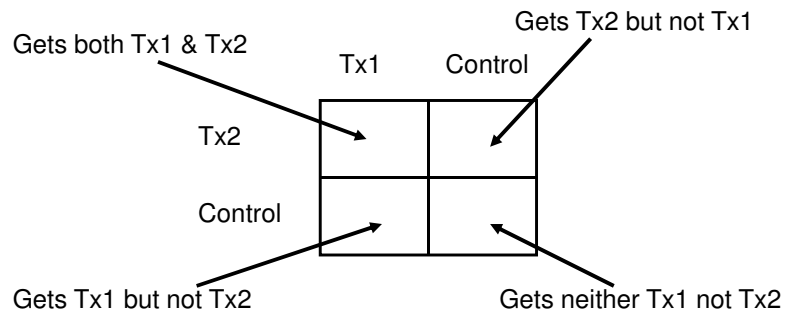 Gets Tx2 but not Tx1
Gets both Tx1 & Tx2
Tx1 Control
Tx2
Control
Gets Tx1 but not Tx2
Gets neither Tx1 not Tx2